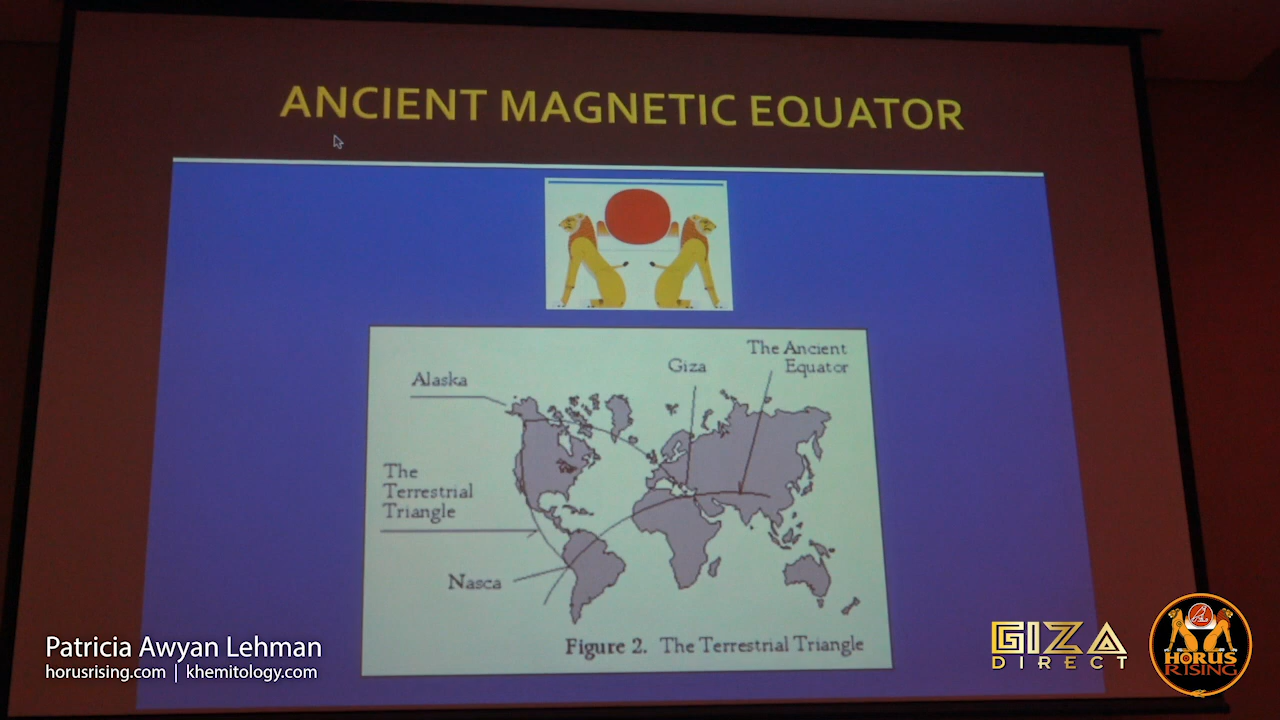 ANCIENT MAGNETIC EQUATOR
The Ancient
Equator
Giza
Alaska
The
Terrestrial
Triangle
Nasca
Figure 2. The Terrestrial Triangle
Patricia Awyan Lehman
horusrising.com | khemitology.com
GIZA
DIRECT
HORUS
RISING